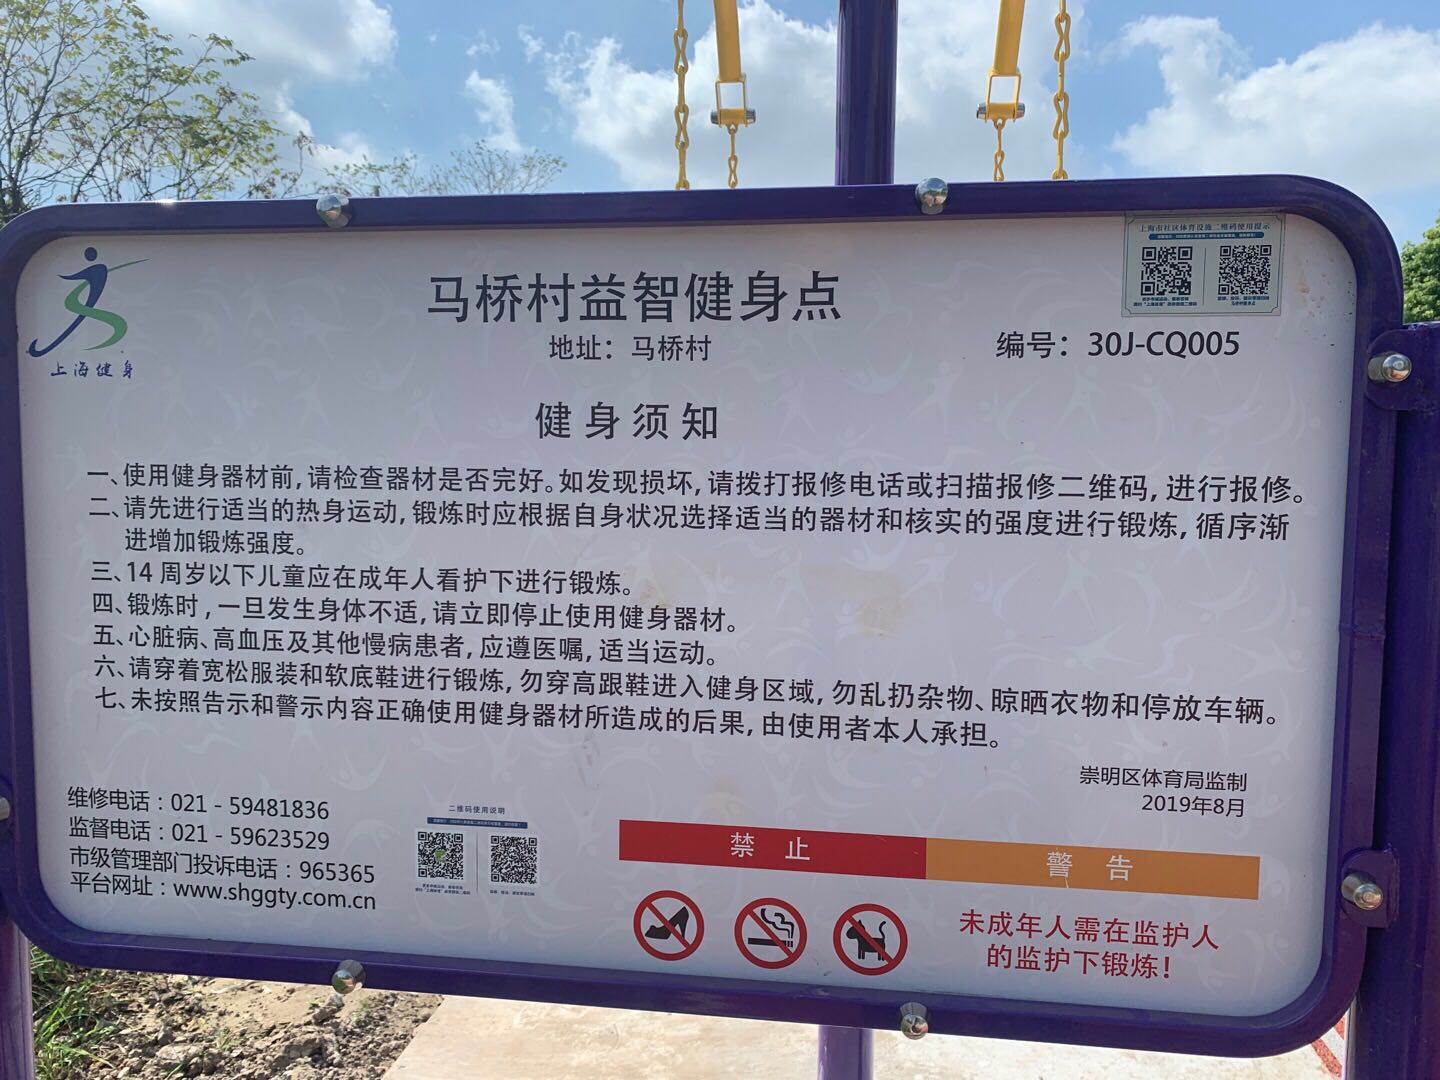 上海市社区体育设施二维码使用提示
上海健身
马桥村益智健身点
地址：马桥村
编号：30J-CQ005
健身须知
一、使用健身器材前，请检查器材是否完好。如发现损坏，请拨打报修电话或扫描报修二维码，进行报修。
二、请先进行适当的热身运动，锻炼时应根据自身状况选择适当的器材和核实的强度进行锻炼，循序渐
进增加锻炼强度。
三、14周岁以下儿童应在成年人看护下进行锻炼。
四、锻炼时，一旦发生身体不适，请立即停止使用健身器材。
五、心脏病、高血压及其他慢病患者，应遵医嘱，适当运动。
六、请穿着宽松服装和软底鞋进行锻炼，勿穿高跟鞋进入健身区域，勿乱扔杂物、晾晒衣物和停放车辆。
七、未按照告示和警示内容正确使用健身器材所造成的后果，由使用者本人承担。
崇明区体育局监制
2019年8月
维修电话：021-59481836
监督电话：021-59623529
市级管理部门投诉电话：965365
平台网址：www.shggty.com.cn
二维码使用说明
禁止
警告
未成年人需在监护人
的监护下锻炼！